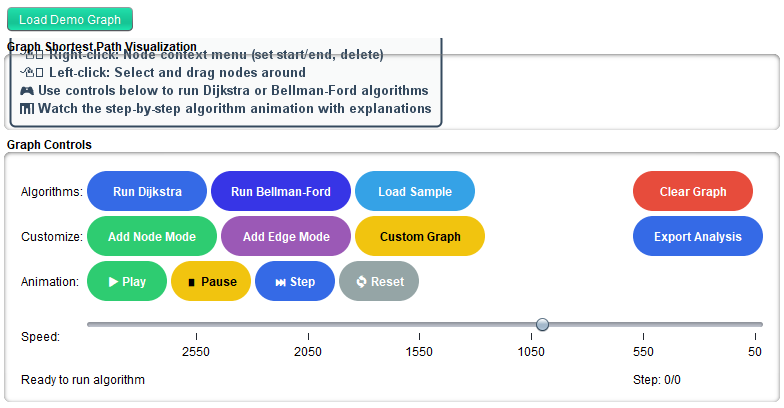 Load Demo Graph
Graph Shortest Path Visualization
Right-click: Node context menu (set start/end, delete)
Left-click: Select and drag nodes around
🎮 Use controls below to run Dijkstra or Bellman-Ford algorithms
Watch the step-by-step algorithm animation with explanations
Graph Controls
Algorithms: Run Dijkstra Run Bellman-Ford Load Sample Clear Graph
Customize: Add Node Mode Add Edge Mode Custom Graph Export Analysis
Animation: ▶ Play ⏸ Pause ⏭ Step 🔄 Reset
Speed:
2550 2050 1550 1050 550 50
Ready to run algorithm Step: 0/0